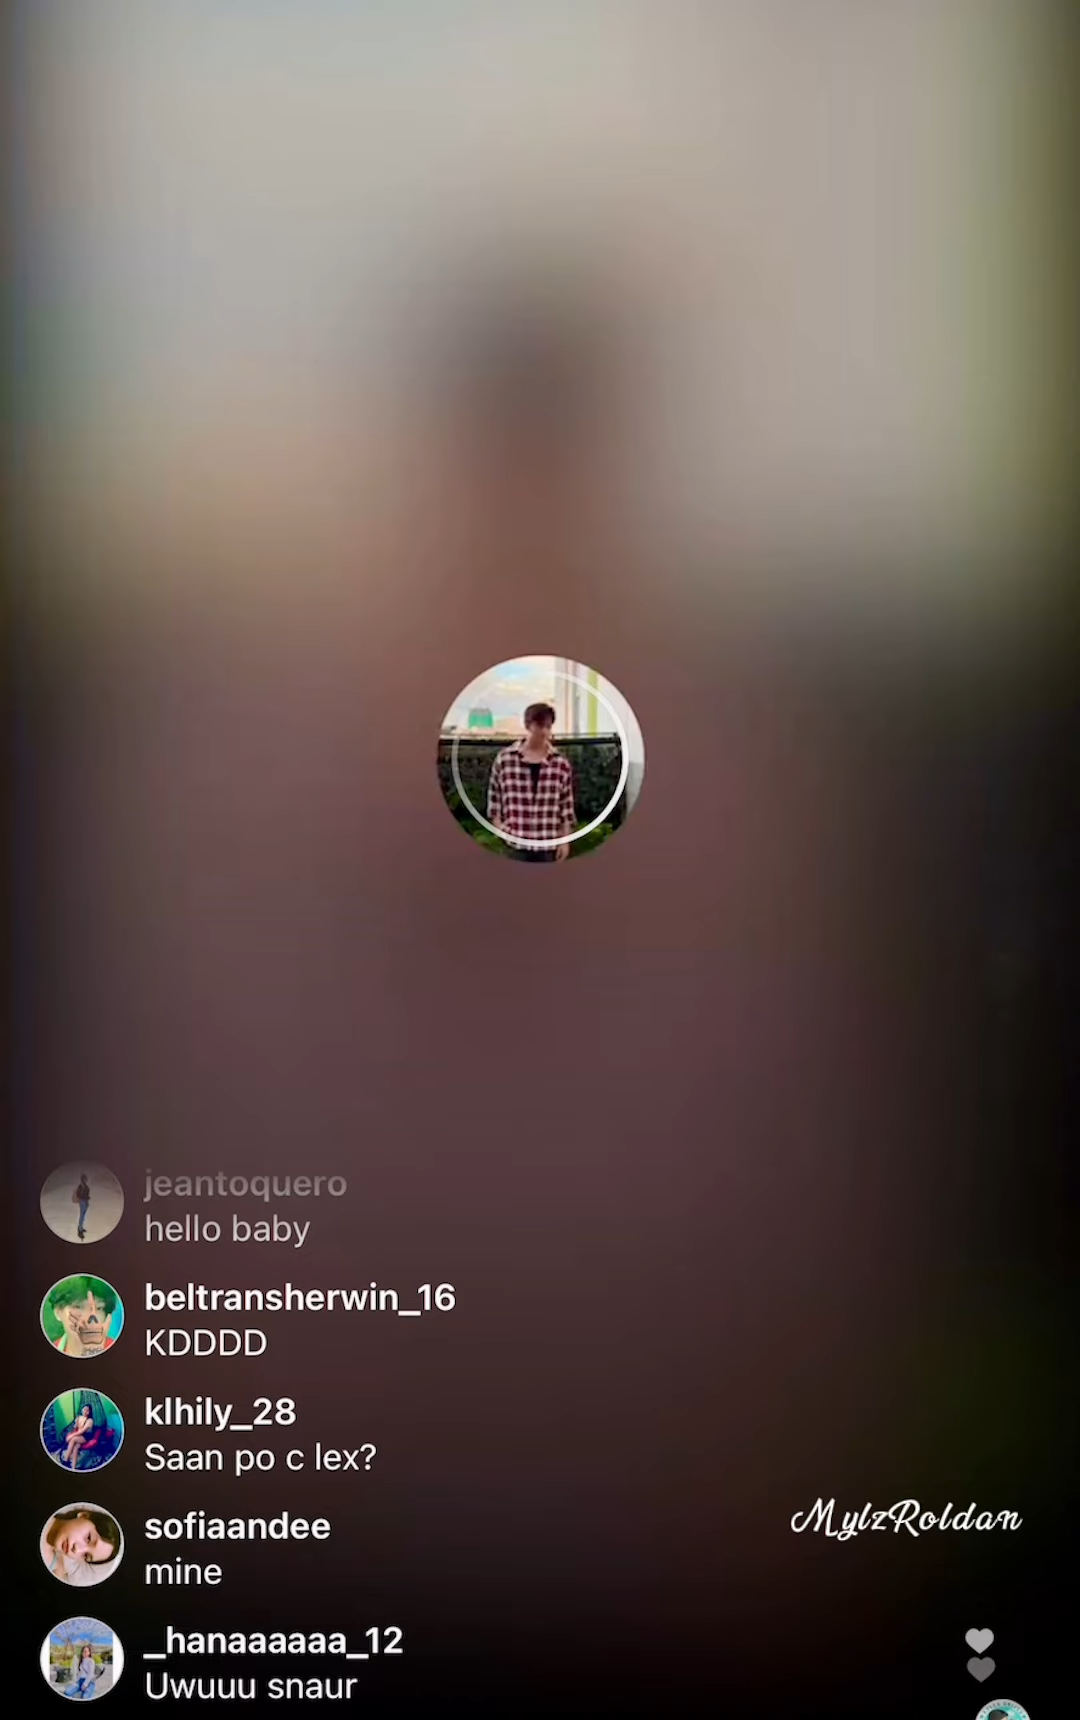 jeantoquero
hello baby
beltransherwin_16
KDDDD
klhily_28
Saan po c lex?
sofiaandee
mine
MylzRoldan
_hanaaaaaa_12
Uwuuu snaur